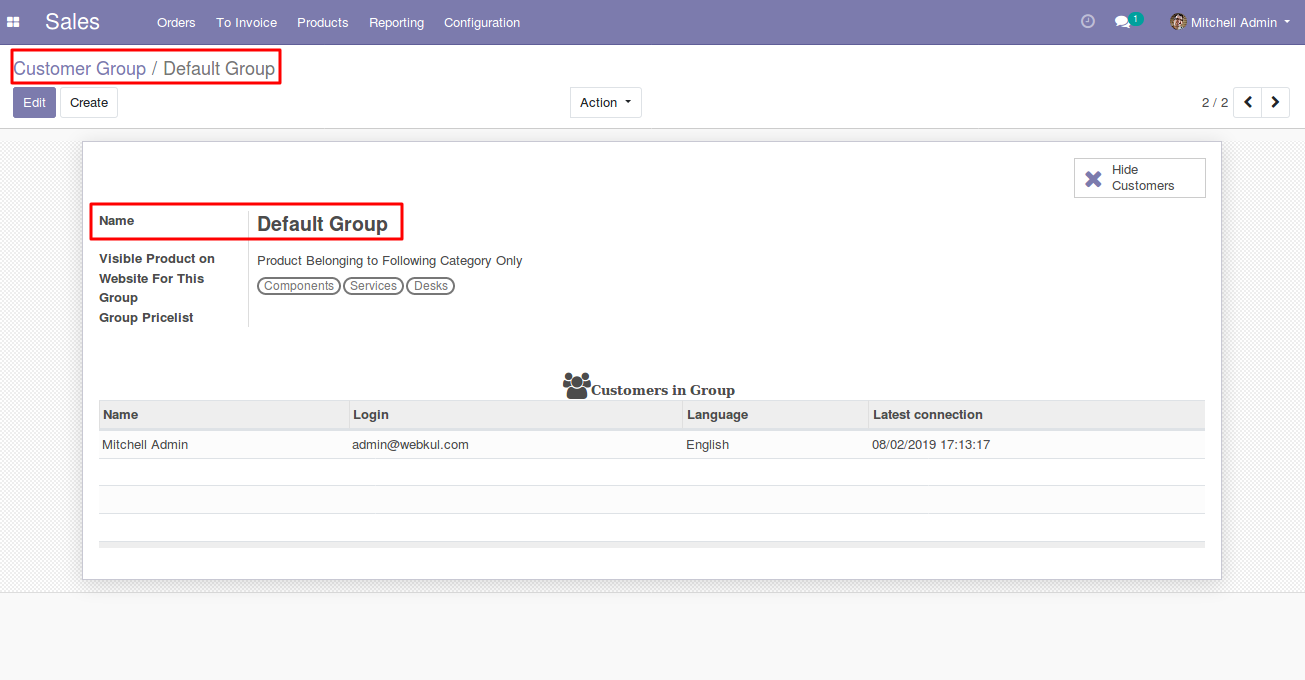 Sales Orders To Invoice Products Reporting Configuration 1 Mitchell Admin
Customer Group / Default Group
Edit Create Action 2 / 2
Hide
Customers
Name Default Group
Visible Product on
Website For This
Group
Product Belonging to Following Category Only
Components Services Desks
Group Pricelist
Customers in Group
Name Login Language Latest connection
Mitchell Admin admin@webkul.com English 08/02/2019 17:13:17